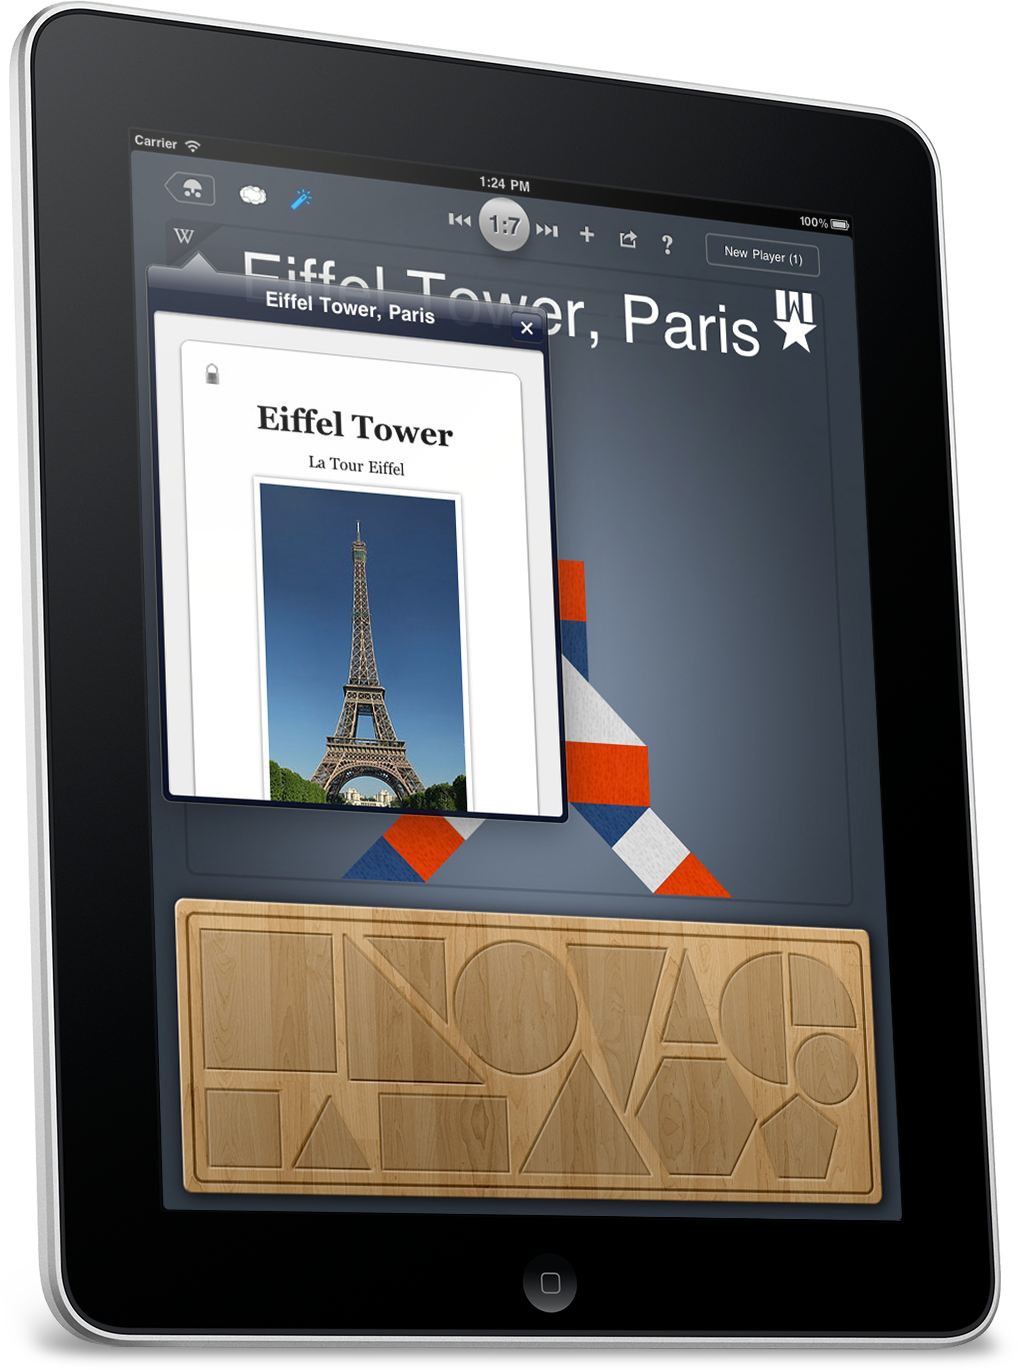 Carrier
1:24 PM
100%
1:7
+
?
New Player (1)
W
Eiffel Tower, Paris
Eiffel Tower, Paris
Eiffel Tower
La Tour Eiffel